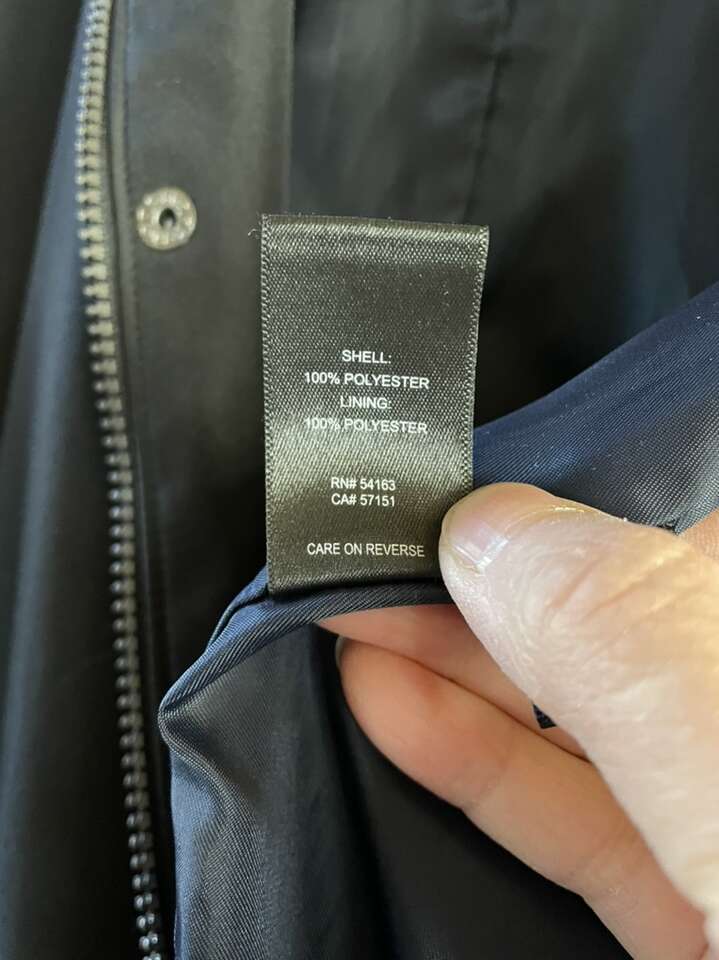 SHELL:
100% POLYESTER
LINING:
100% POLYESTER
RN# 54163
CA# 57151
CARE ON REVERSE